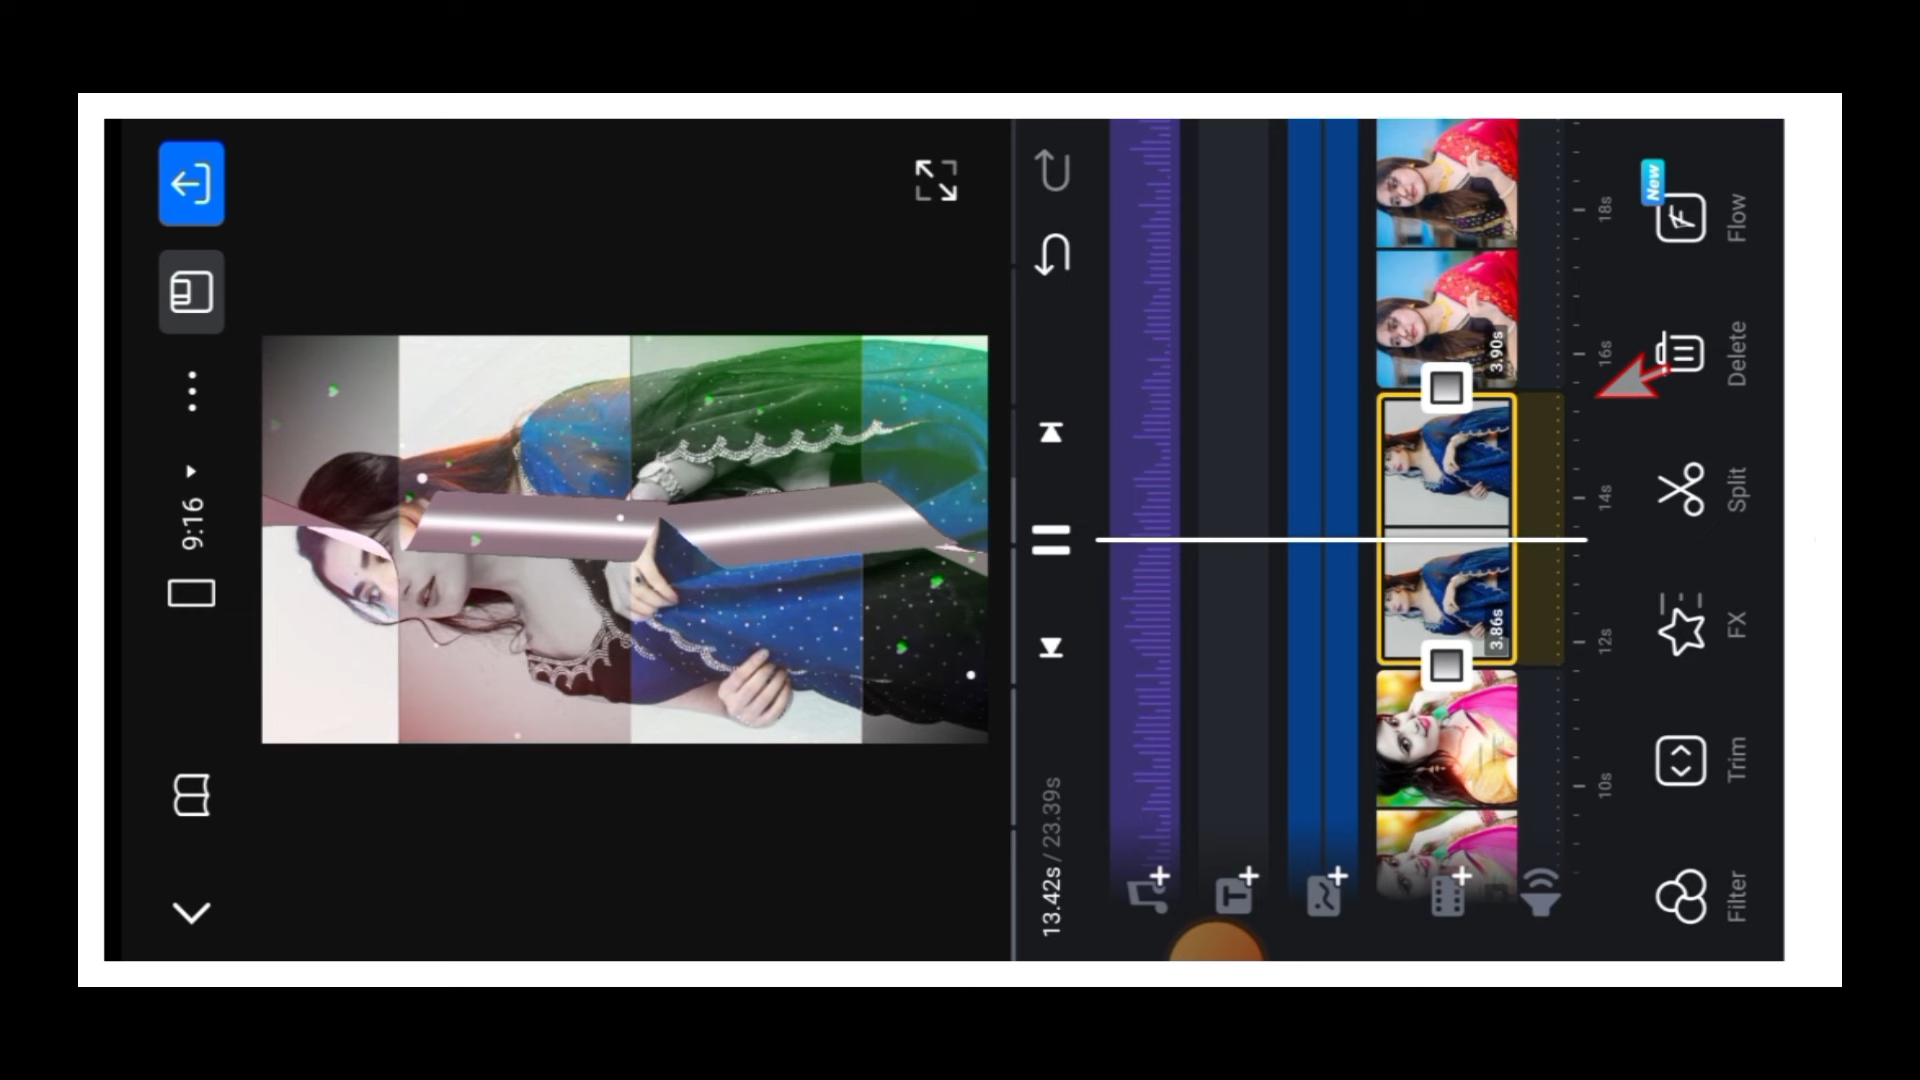 9:16
13.42s / 23.39s
3.86s
3.90s
10s
12s
14s
16s
18s
Filter
Trim
FX
Split
Delete
Flow
New